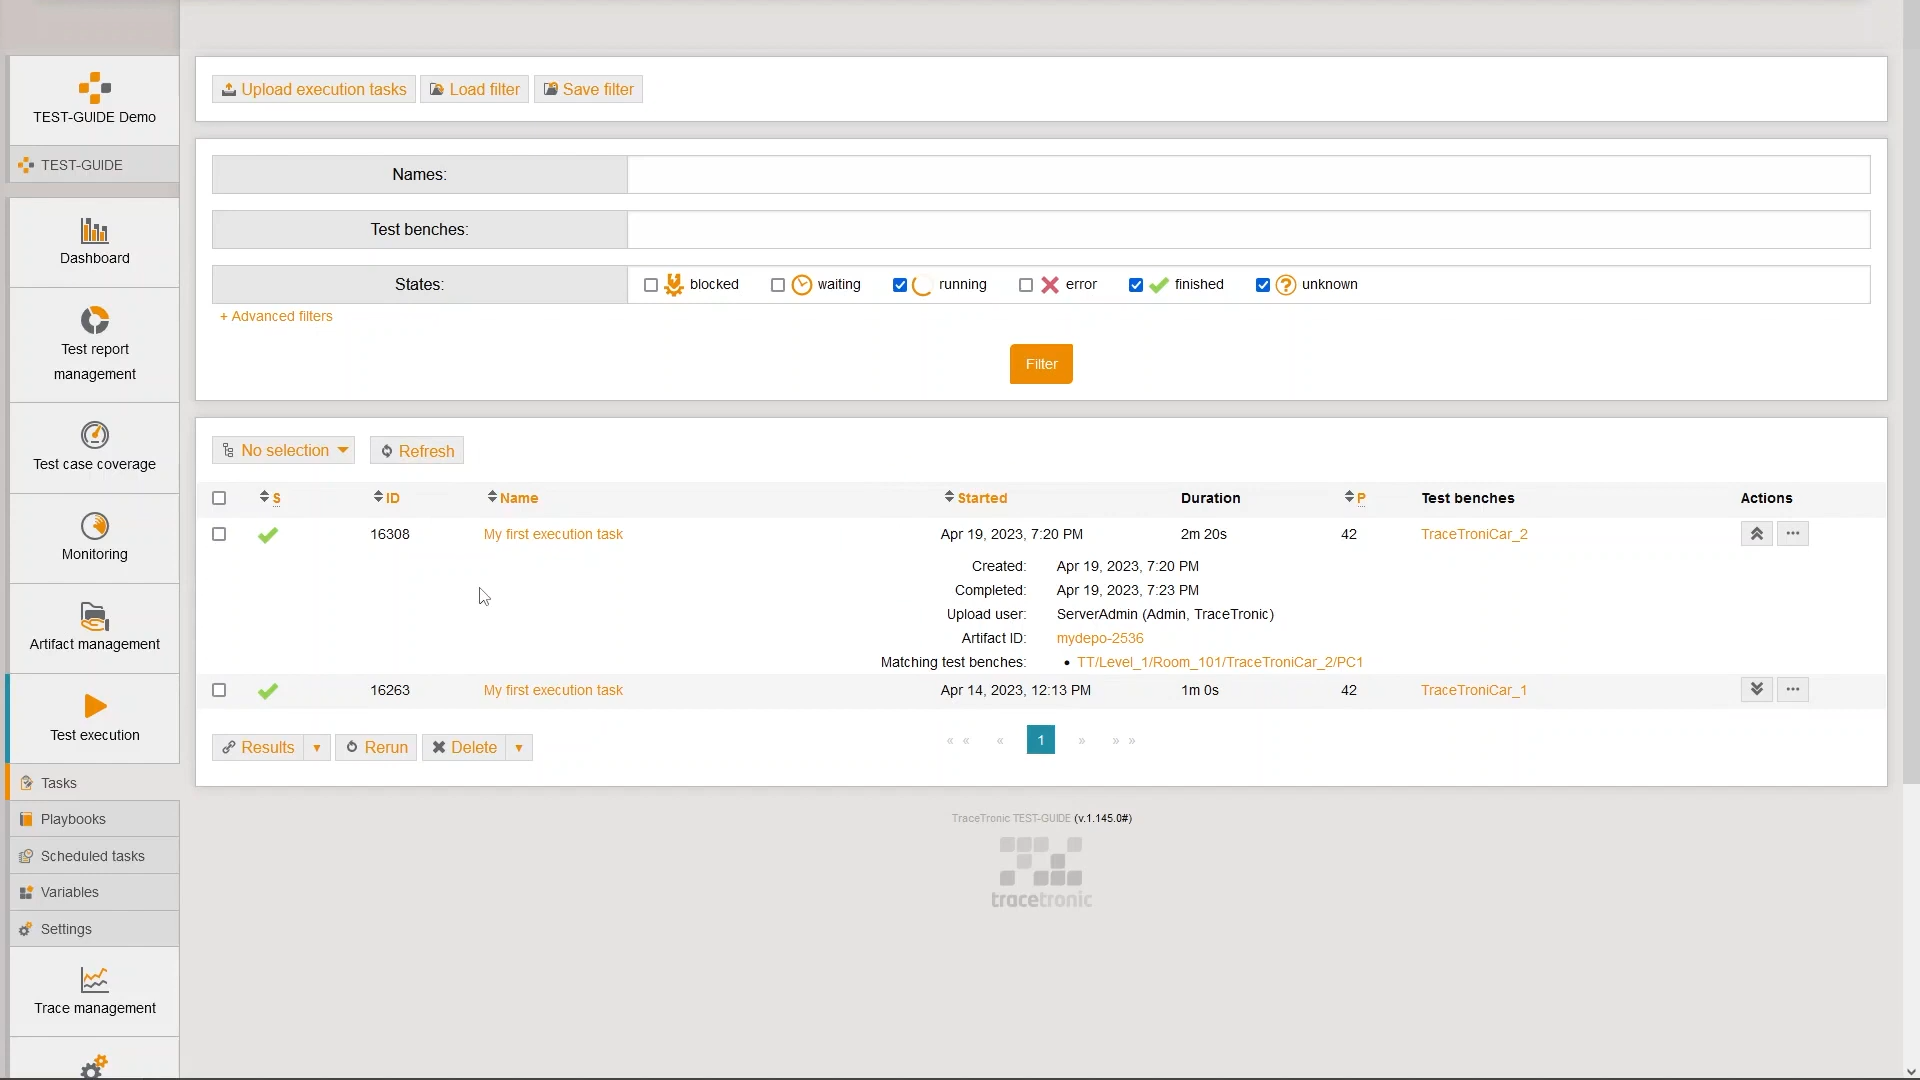 TEST-GUIDE Demo
TEST-GUIDE
Dashboard
Test report
management
Test case coverage
Monitoring
Artifact management
Test execution
Tasks
Playbooks
Scheduled tasks
Variables
Settings
Trace management
Upload execution tasks Load filter Save filter
Names:
Test benches:
States: blocked waiting running error finished unknown
+ Advanced filters
Filter
No selection Refresh
S ID Name Started Duration P Test benches Actions
16308 My first execution task Apr 19, 2023, 7:20 PM 2m 20s 42 TraceTroniCar_2
Created: Apr 19, 2023, 7:20 PM
Completed: Apr 19, 2023, 7:23 PM
Upload user: ServerAdmin (Admin, TraceTronic)
Artifact ID: mydepo-2536
Matching test benches: • TT/Level_1/Room_101/TraceTroniCar_2/PC1
16263 My first execution task Apr 14, 2023, 12:13 PM 1m 0s 42 TraceTroniCar_1
Results Rerun Delete « « « 1 » » »
TraceTronic TEST-GUIDE (v.1.145.0#)
tracetronic